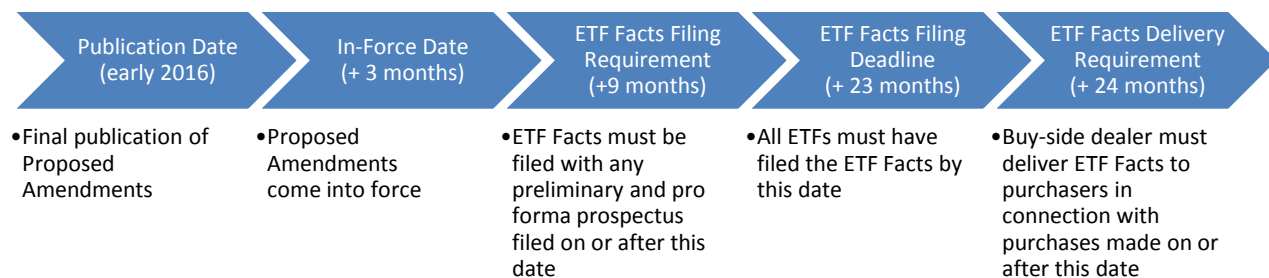 Publication Date
(early 2016)
In-Force Date
(+ 3 months)
ETF Facts Filing
Requirement
(+9 months)
ETF Facts Filing
Deadline
(+ 23 months)
ETF Facts Delivery
Requirement
(+ 24 months)
•Final publication of
Proposed
Amendments
•Proposed
Amendments
come into force
•ETF Facts must be
filed with any
preliminary and pro
forma prospectus
filed on or after this
date
•All ETFs must have
filed the ETF Facts by
this date
•Buy-side dealer must
deliver ETF Facts to
purchasers in
connection with
purchases made on or
after this date